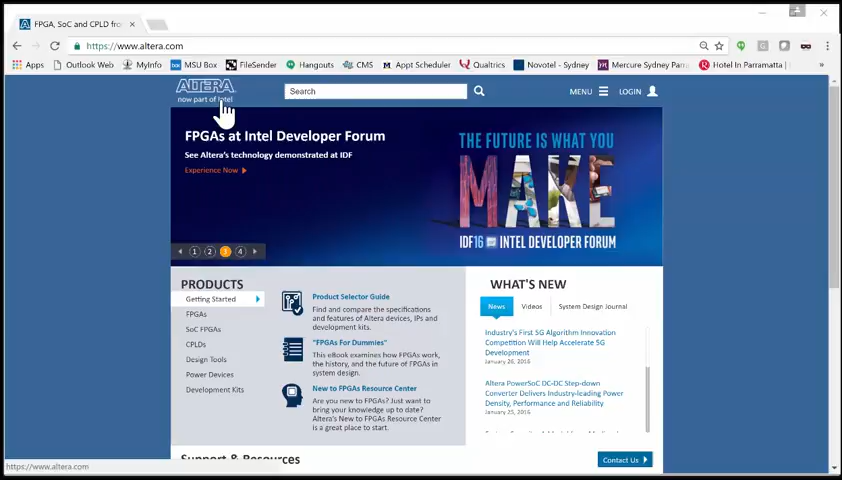 FPGA, SoC and CPLD fro
https://www.altera.com
Apps Outlook Web MyInfo MSU Box FileSender Hangouts CMS Appt Scheduler Qualtrics Novotel - Sydney Mercure Sydney Parr Hotel In Parramatta | »
ALTERA
now part of Intel
Search
MENU LOGIN
FPGAs at Intel Developer Forum
See Altera's technology demonstrated at IDF
Experience Now
THE FUTURE IS WHAT YOU
MAKE
IDF16 INTEL DEVELOPER FORUM
1 2 3 4
PRODUCTS
Getting Started
FPGAs
SoC FPGAs
CPLDs
Design Tools
Power Devices
Development Kits
Product Selector Guide
Find and compare the specifications
and features of Altera devices, IPs and
development kits.
"FPGAs For Dummies"
This eBook examines how FPGAs work,
the history, and the future of FPGAs in
system design.
New to FPGAs Resource Center
Are you new to FPGAs? Just want to
bring your knowledge up to date?
Altera's New to FPGAs Resource Center
is a great place to start.
WHAT'S NEW
News Videos System Design Journal
Industry's First 5G Algorithm Innovation
Competition Will Help Accelerate 5G
Development
January 26, 2016
Altera PowerSoC DC-DC Step-down
Converter Delivers Industry-leading Power
Density, Performance and Reliability
January 25, 2016
Support & Resources
Contact Us
https://www.altera.com